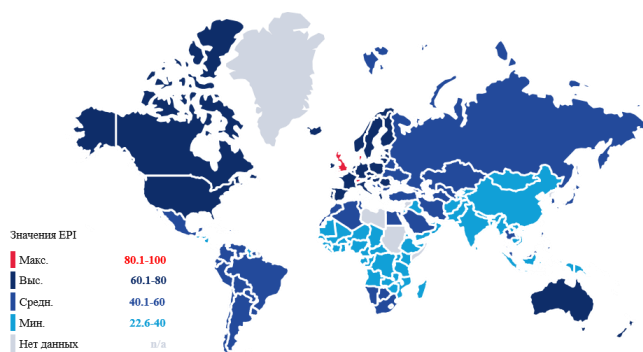 Значения EPI
Макс. 80.1-100
Выс. 60.1-80
Средн. 40.1-60
Мин. 22.6-40
Нет данных n/a